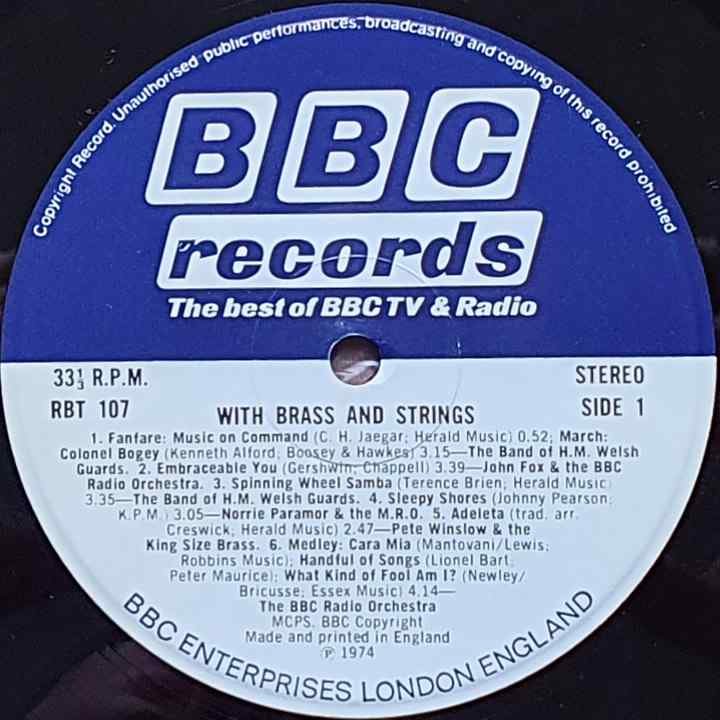 Copyright Record. Unauthorised public performances, broadcasting and copying of this record prohibited
BBC
records
The best of BBC TV & Radio
33⅓ R.P.M.
STEREO
RBT 107
WITH BRASS AND STRINGS
SIDE 1
1. Fanfare: Music on Command (C. H. Jaegar; Herald Music) 0.52; March:
Colonel Bogey (Kenneth Alford; Boosey & Hawkes) 3.15—The Band of H.M. Welsh
Guards. 2. Embraceable You (Gershwin; Chappell) 3.39—John Fox & the BBC
Radio Orchestra. 3. Spinning Wheel Samba (Terence Brien; Herald Music)
3.35—The Band of H.M. Welsh Guards. 4. Sleepy Shores (Johnny Pearson;
K.P.M.) 3.05—Norrie Paramor & the M.R.O. 5. Adeleta (trad. arr.
Creswick; Herald Music) 2.47—Pete Winslow & the
King Size Brass. 6. Medley: Cara Mia (Mantovani/Lewis;
Robbins Music); Handful of Songs (Lionel Bart;
Peter Maurice); What Kind of Fool Am I? (Newley/
Bricusse; Essex Music) 4.14—
The BBC Radio Orchestra
MCPS. BBC Copyright
Made and printed in England
℗ 1974
BBC ENTERPRISES LONDON ENGLAND